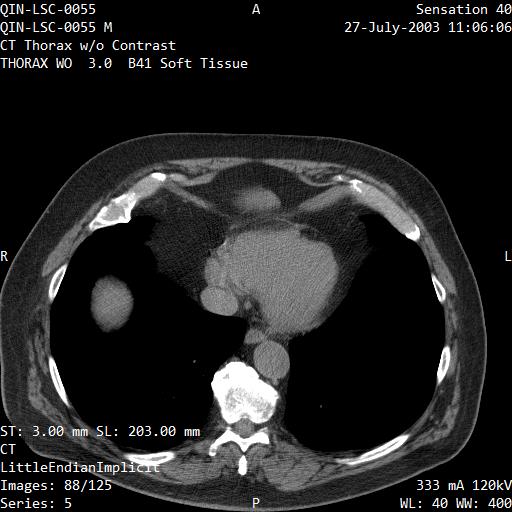 QIN-LSC-0055
A
Sensation 40
QIN-LSC-0055 M
27-July-2003 11:06:06
CT Thorax w/o Contrast
THORAX WO 3.0 B41 Soft Tissue
R
L
ST: 3.00 mm SL: 203.00 mm
CT
LittleEndianImplicit
Images: 88/125
333 mA 120kV
Series: 5
P
WL: 40 WW: 400